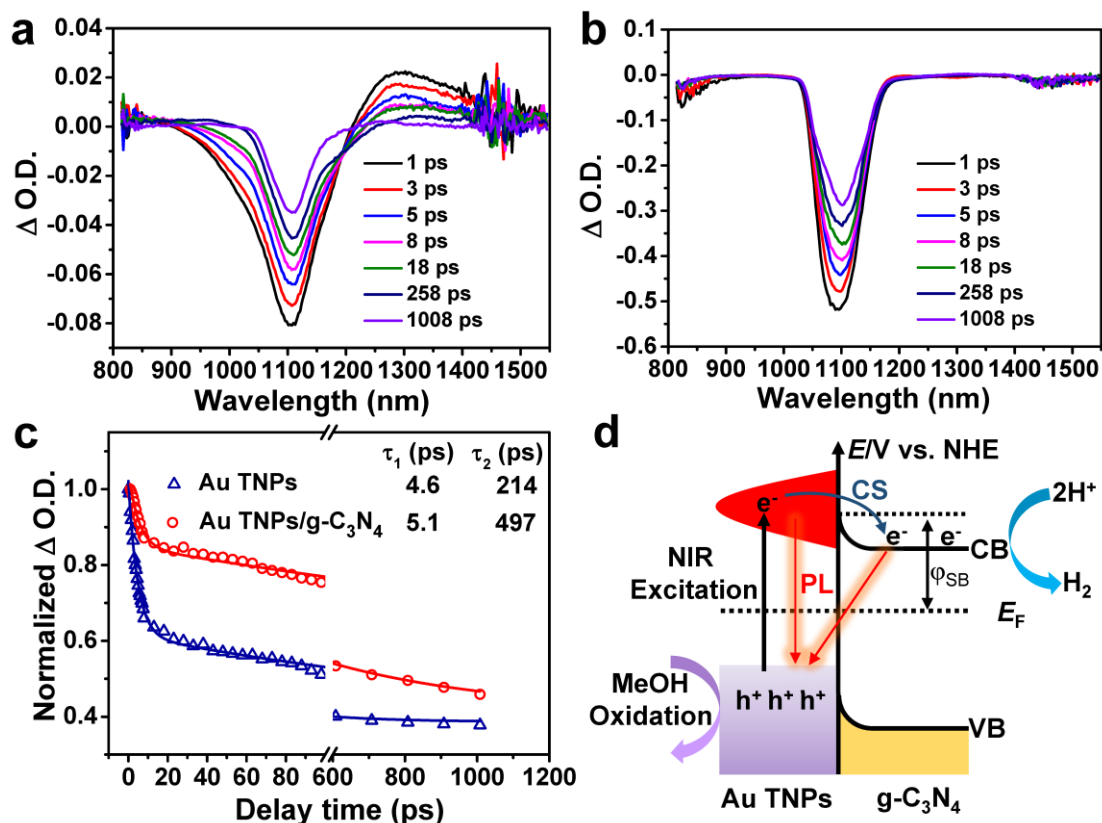 a
0.04
0.02
0.00
-0.02
-0.04
-0.06
-0.08
Δ O.D.
1 ps
3 ps
5 ps
8 ps
18 ps
258 ps
1008 ps
800 900 1000 1100 1200 1300 1400 1500
Wavelength (nm)
b
0.1
0.0
-0.1
-0.2
-0.3
-0.4
-0.5
-0.6
Δ O.D.
1 ps
3 ps
5 ps
8 ps
18 ps
258 ps
1008 ps
800 900 1000 1100 1200 1300 1400 1500
Wavelength (nm)
c
τ₁ (ps) τ₂ (ps)
Au TNPs 4.6 214
Au TNPs/g-C₃N₄ 5.1 497
1.0
0.8
0.6
0.4
Normalized Δ O.D.
0 20 40 60 80 1000 1200
Delay time (ps)
d
E/V vs. NHE
e⁻
CS
2H⁺
e⁻ e⁻
CB
NIR
Excitation
PL
φSB
H₂
EF
MeOH
Oxidation
h⁺ h⁺ h⁺
VB
Au TNPs g-C₃N₄